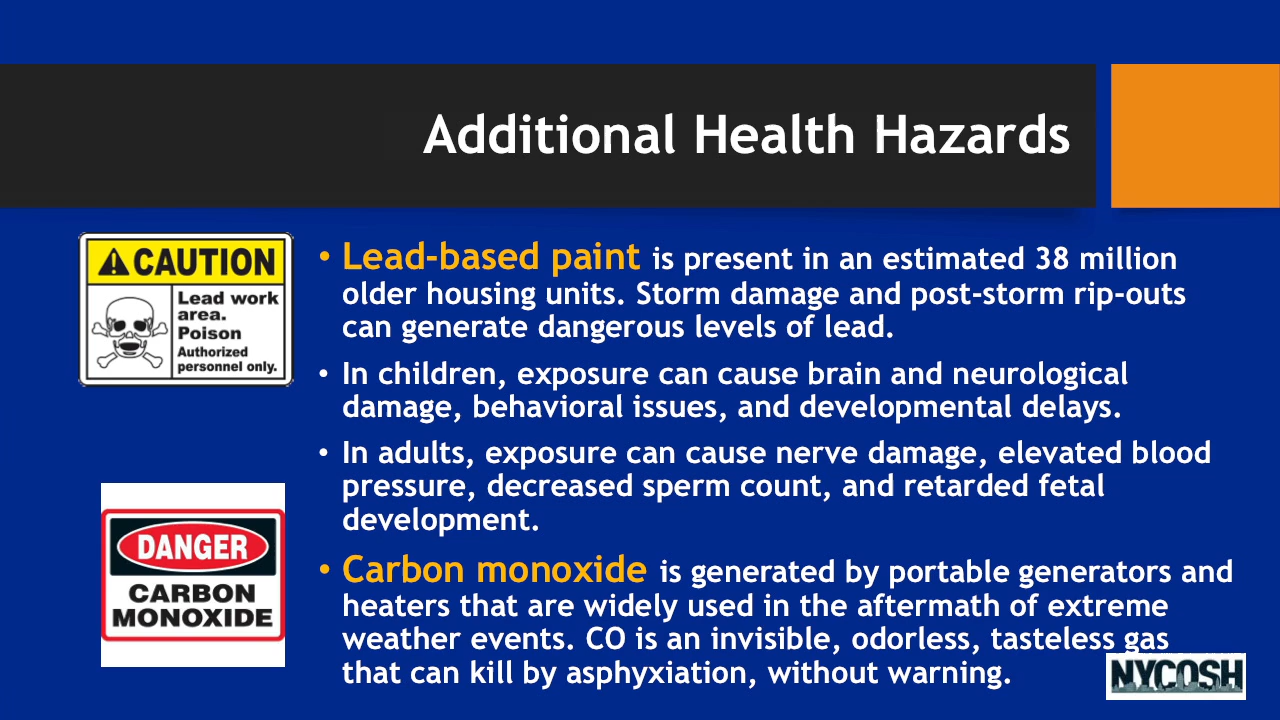 Additional Health Hazards
CAUTION
Lead work
area.
Poison
Authorized
personnel only.
• Lead-based paint is present in an estimated 38 million
older housing units. Storm damage and post-storm rip-outs
can generate dangerous levels of lead.
• In children, exposure can cause brain and neurological
damage, behavioral issues, and developmental delays.
• In adults, exposure can cause nerve damage, elevated blood
pressure, decreased sperm count, and retarded fetal
development.
DANGER
CARBON
MONOXIDE
• Carbon monoxide is generated by portable generators and
heaters that are widely used in the aftermath of extreme
weather events. CO is an invisible, odorless, tasteless gas
that can kill by asphyxiation, without warning.
NYCOSH